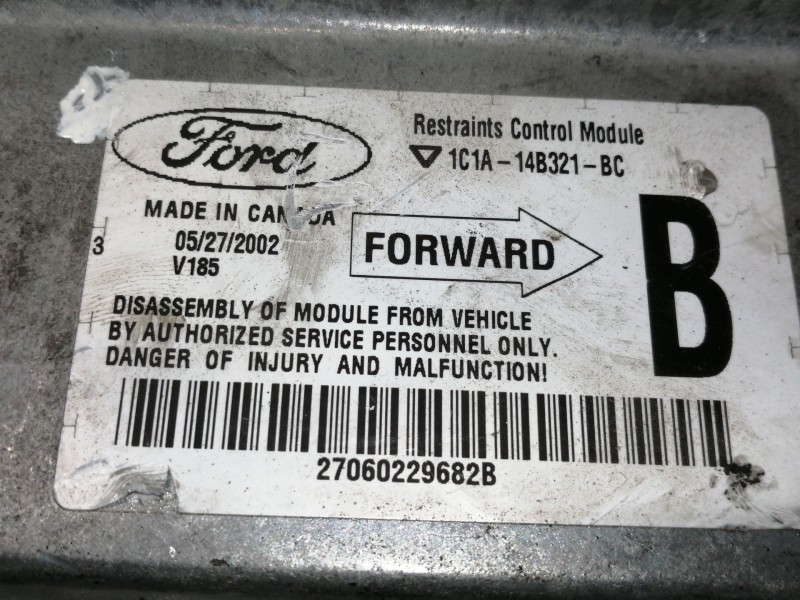 Ford
Restraints Control Module
1C1A-14B321-BC
MADE IN CANADA
05/27/2002
V185
3
FORWARD
B
DISASSEMBLY OF MODULE FROM VEHICLE
BY AUTHORIZED SERVICE PERSONNEL ONLY.
DANGER OF INJURY AND MALFUNCTION!
27060229682B